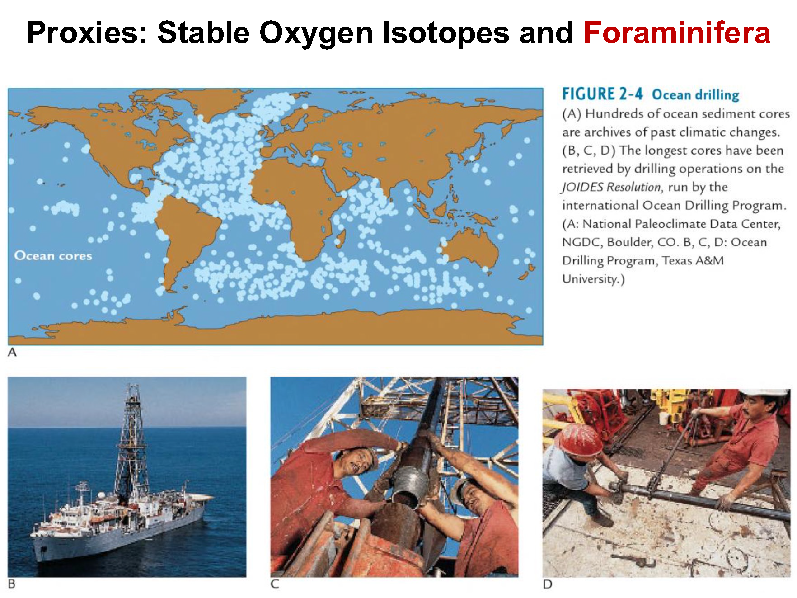 Proxies: Stable Oxygen Isotopes and Foraminifera
FIGURE 2-4 Ocean drilling
(A) Hundreds of ocean sediment cores
are archives of past climatic changes.
(B, C, D) The longest cores have been
retrieved by drilling operations on the
JOIDES Resolution, run by the
international Ocean Drilling Program.
(A: National Paleoclimate Data Center,
NGDC, Boulder, CO. B, C, D: Ocean
Drilling Program, Texas A&M
University.)
Ocean cores
A
B
C
D